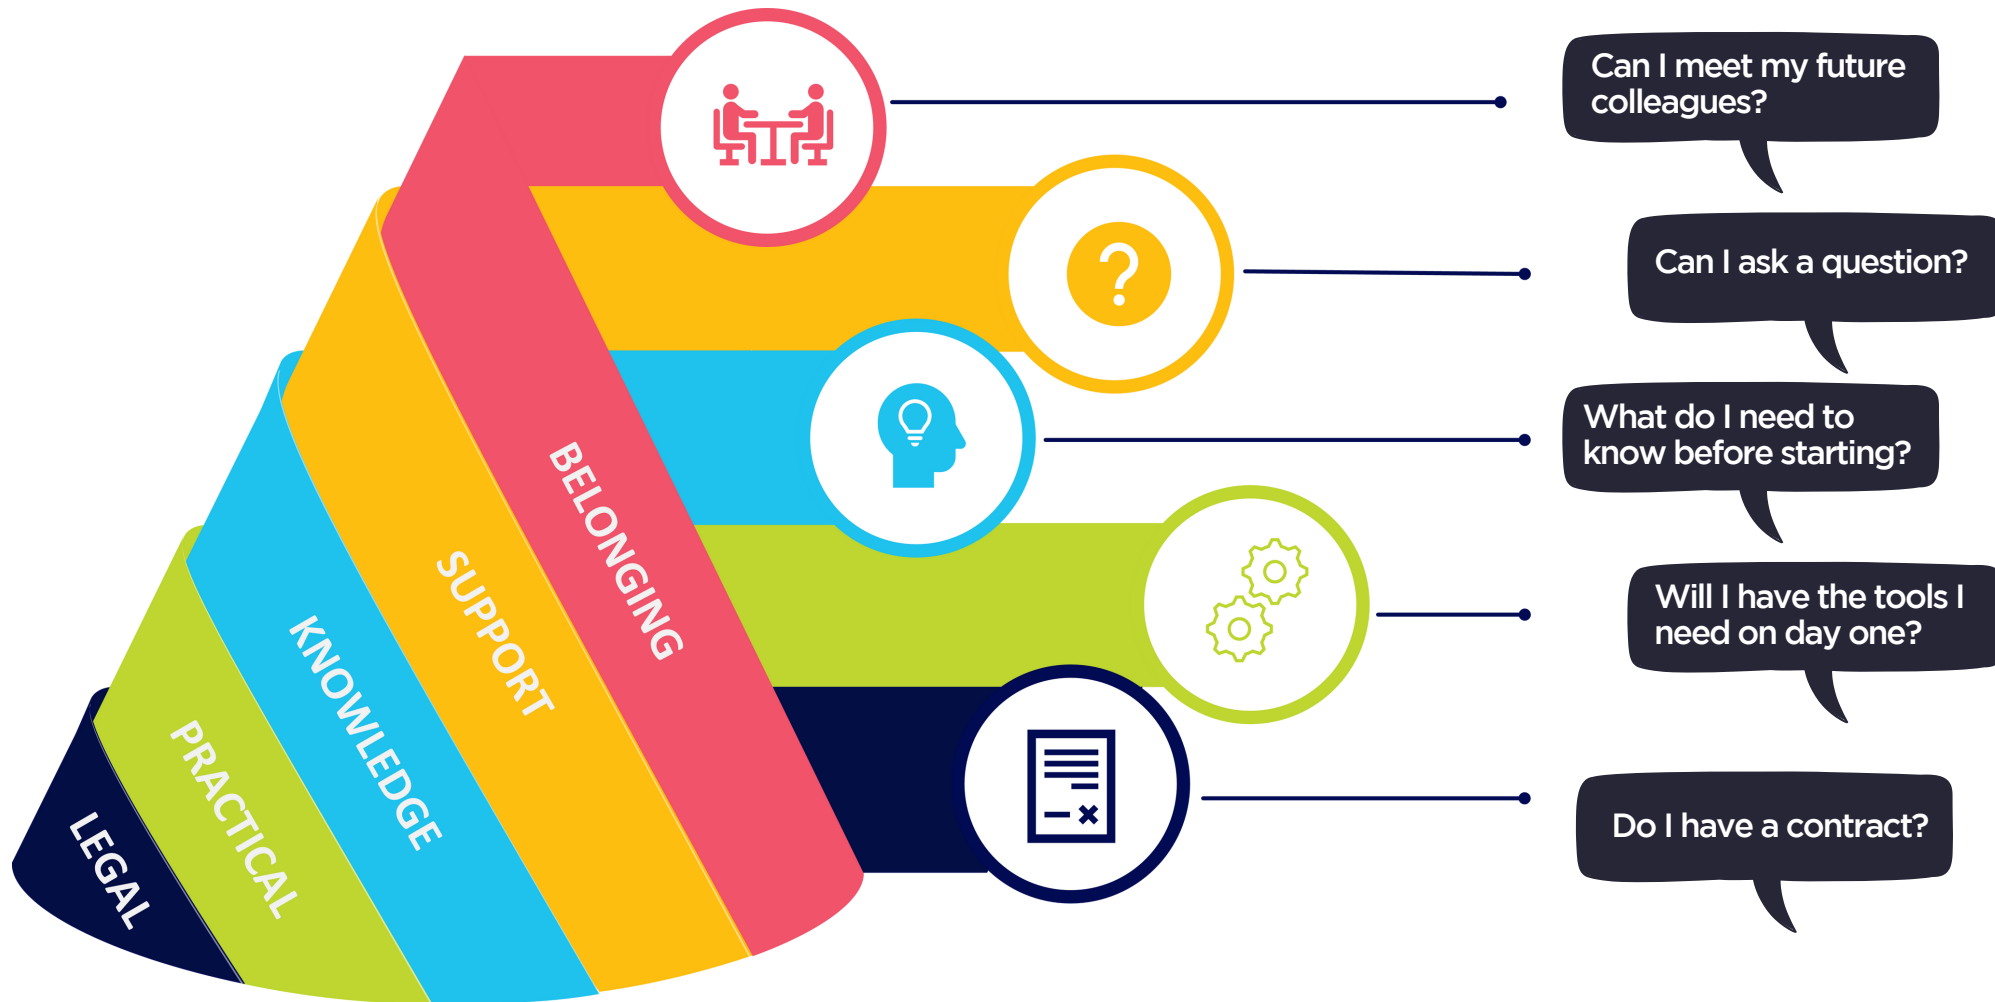 Can I meet my future
colleagues?
Can I ask a question?
What do I need to
know before starting?
Will I have the tools I
need on day one?
Do I have a contract?
BELONGING
SUPPORT
KNOWLEDGE
PRACTICAL
LEGAL